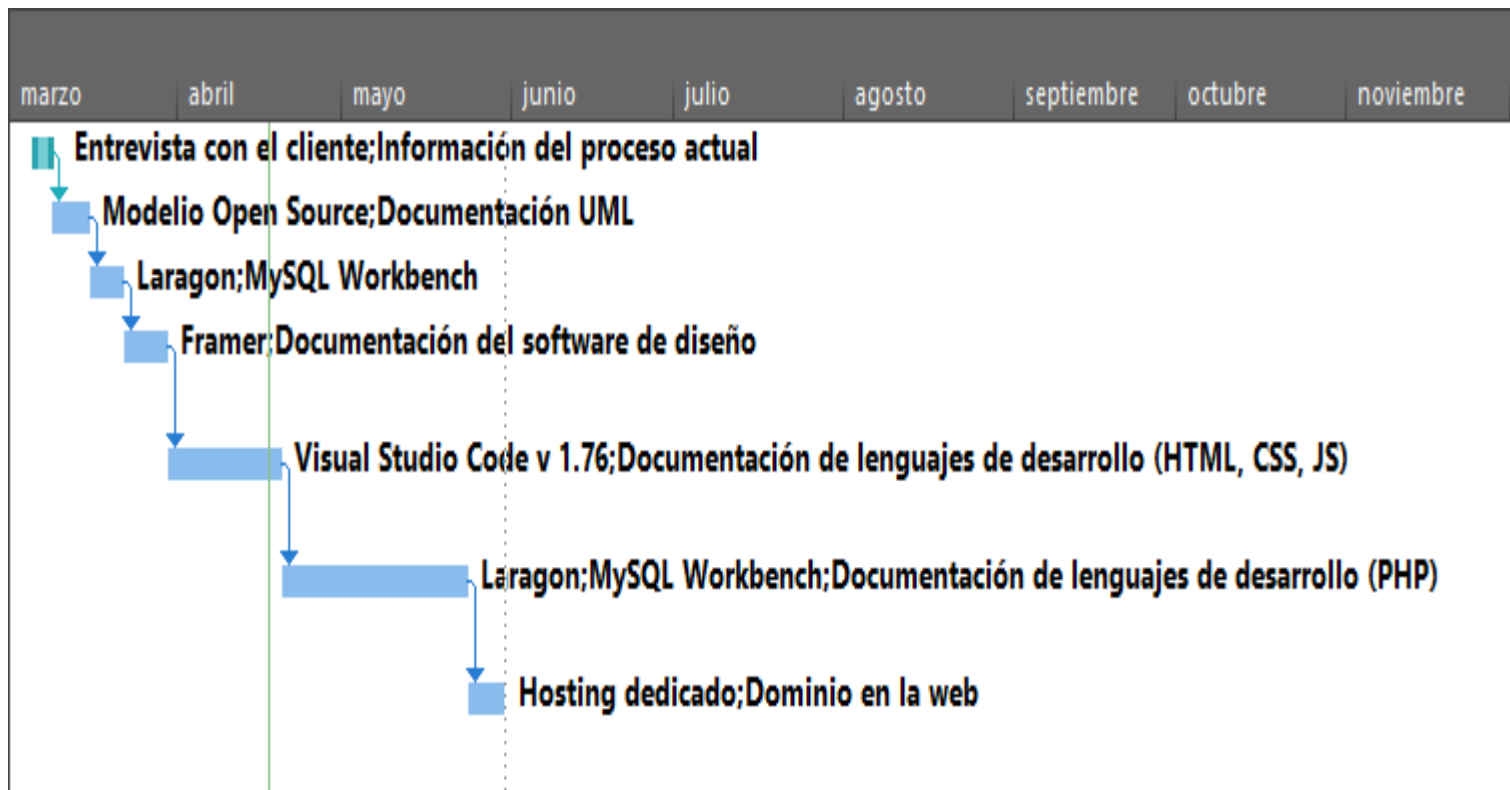 marzo abril mayo junio julio agosto septiembre octubre noviembre
Entrevista con el cliente;Información del proceso actual
Modelio Open Source;Documentación UML
Laragon;MySQL Workbench
Framer;Documentación del software de diseño
Visual Studio Code v 1.76;Documentación de lenguajes de desarrollo (HTML, CSS, JS)
Laragon;MySQL Workbench;Documentación de lenguajes de desarrollo (PHP)
Hosting dedicado;Dominio en la web